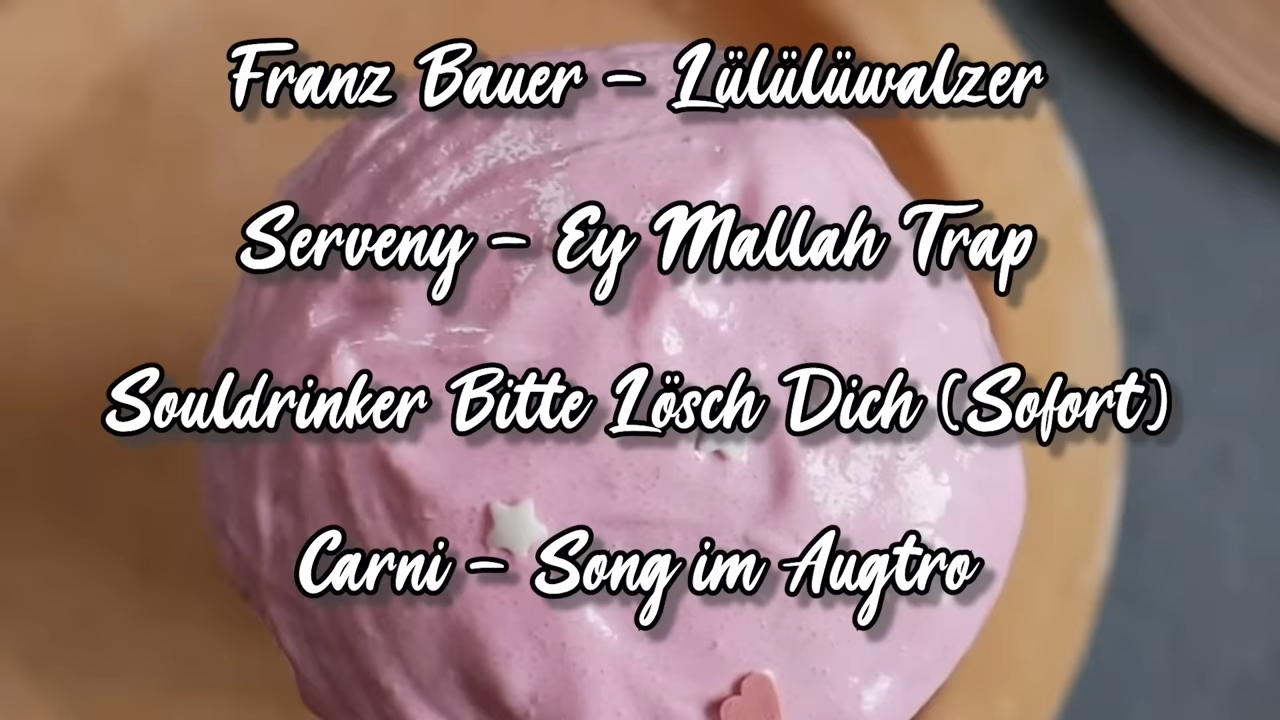 Franz Bauer - Lülülüwalzer
Serveny - Ey Mallah Trap
Souldrinker Bitte Lösch Dich (Sofort)
Carni - Song im Augtro